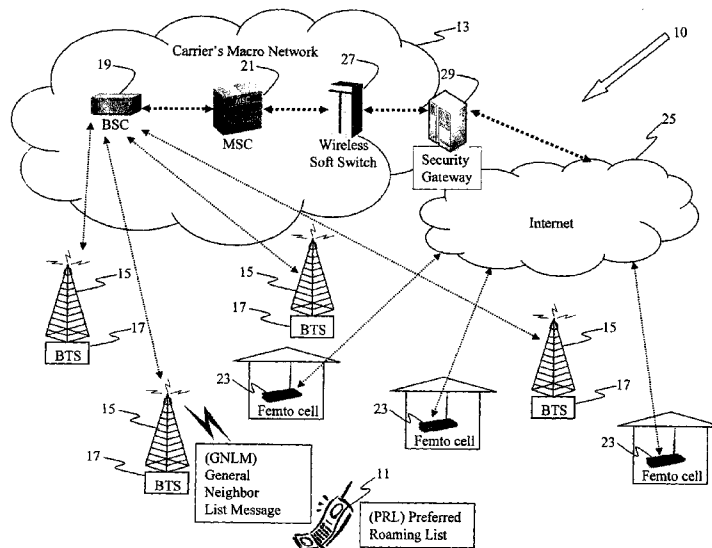 Carrier's Macro Network
13
10
19
21
27
29
25
BSC
MSC
Wireless
Soft Switch
Security
Gateway
Internet
15
17
BTS
15
17
BTS
15
17
BTS
23
Femto cell
23
Femto cell
23
Femto cell
15
17
BTS
(GNLM)
General
Neighbor
List Message
11
(PRL) Preferred
Roaming List